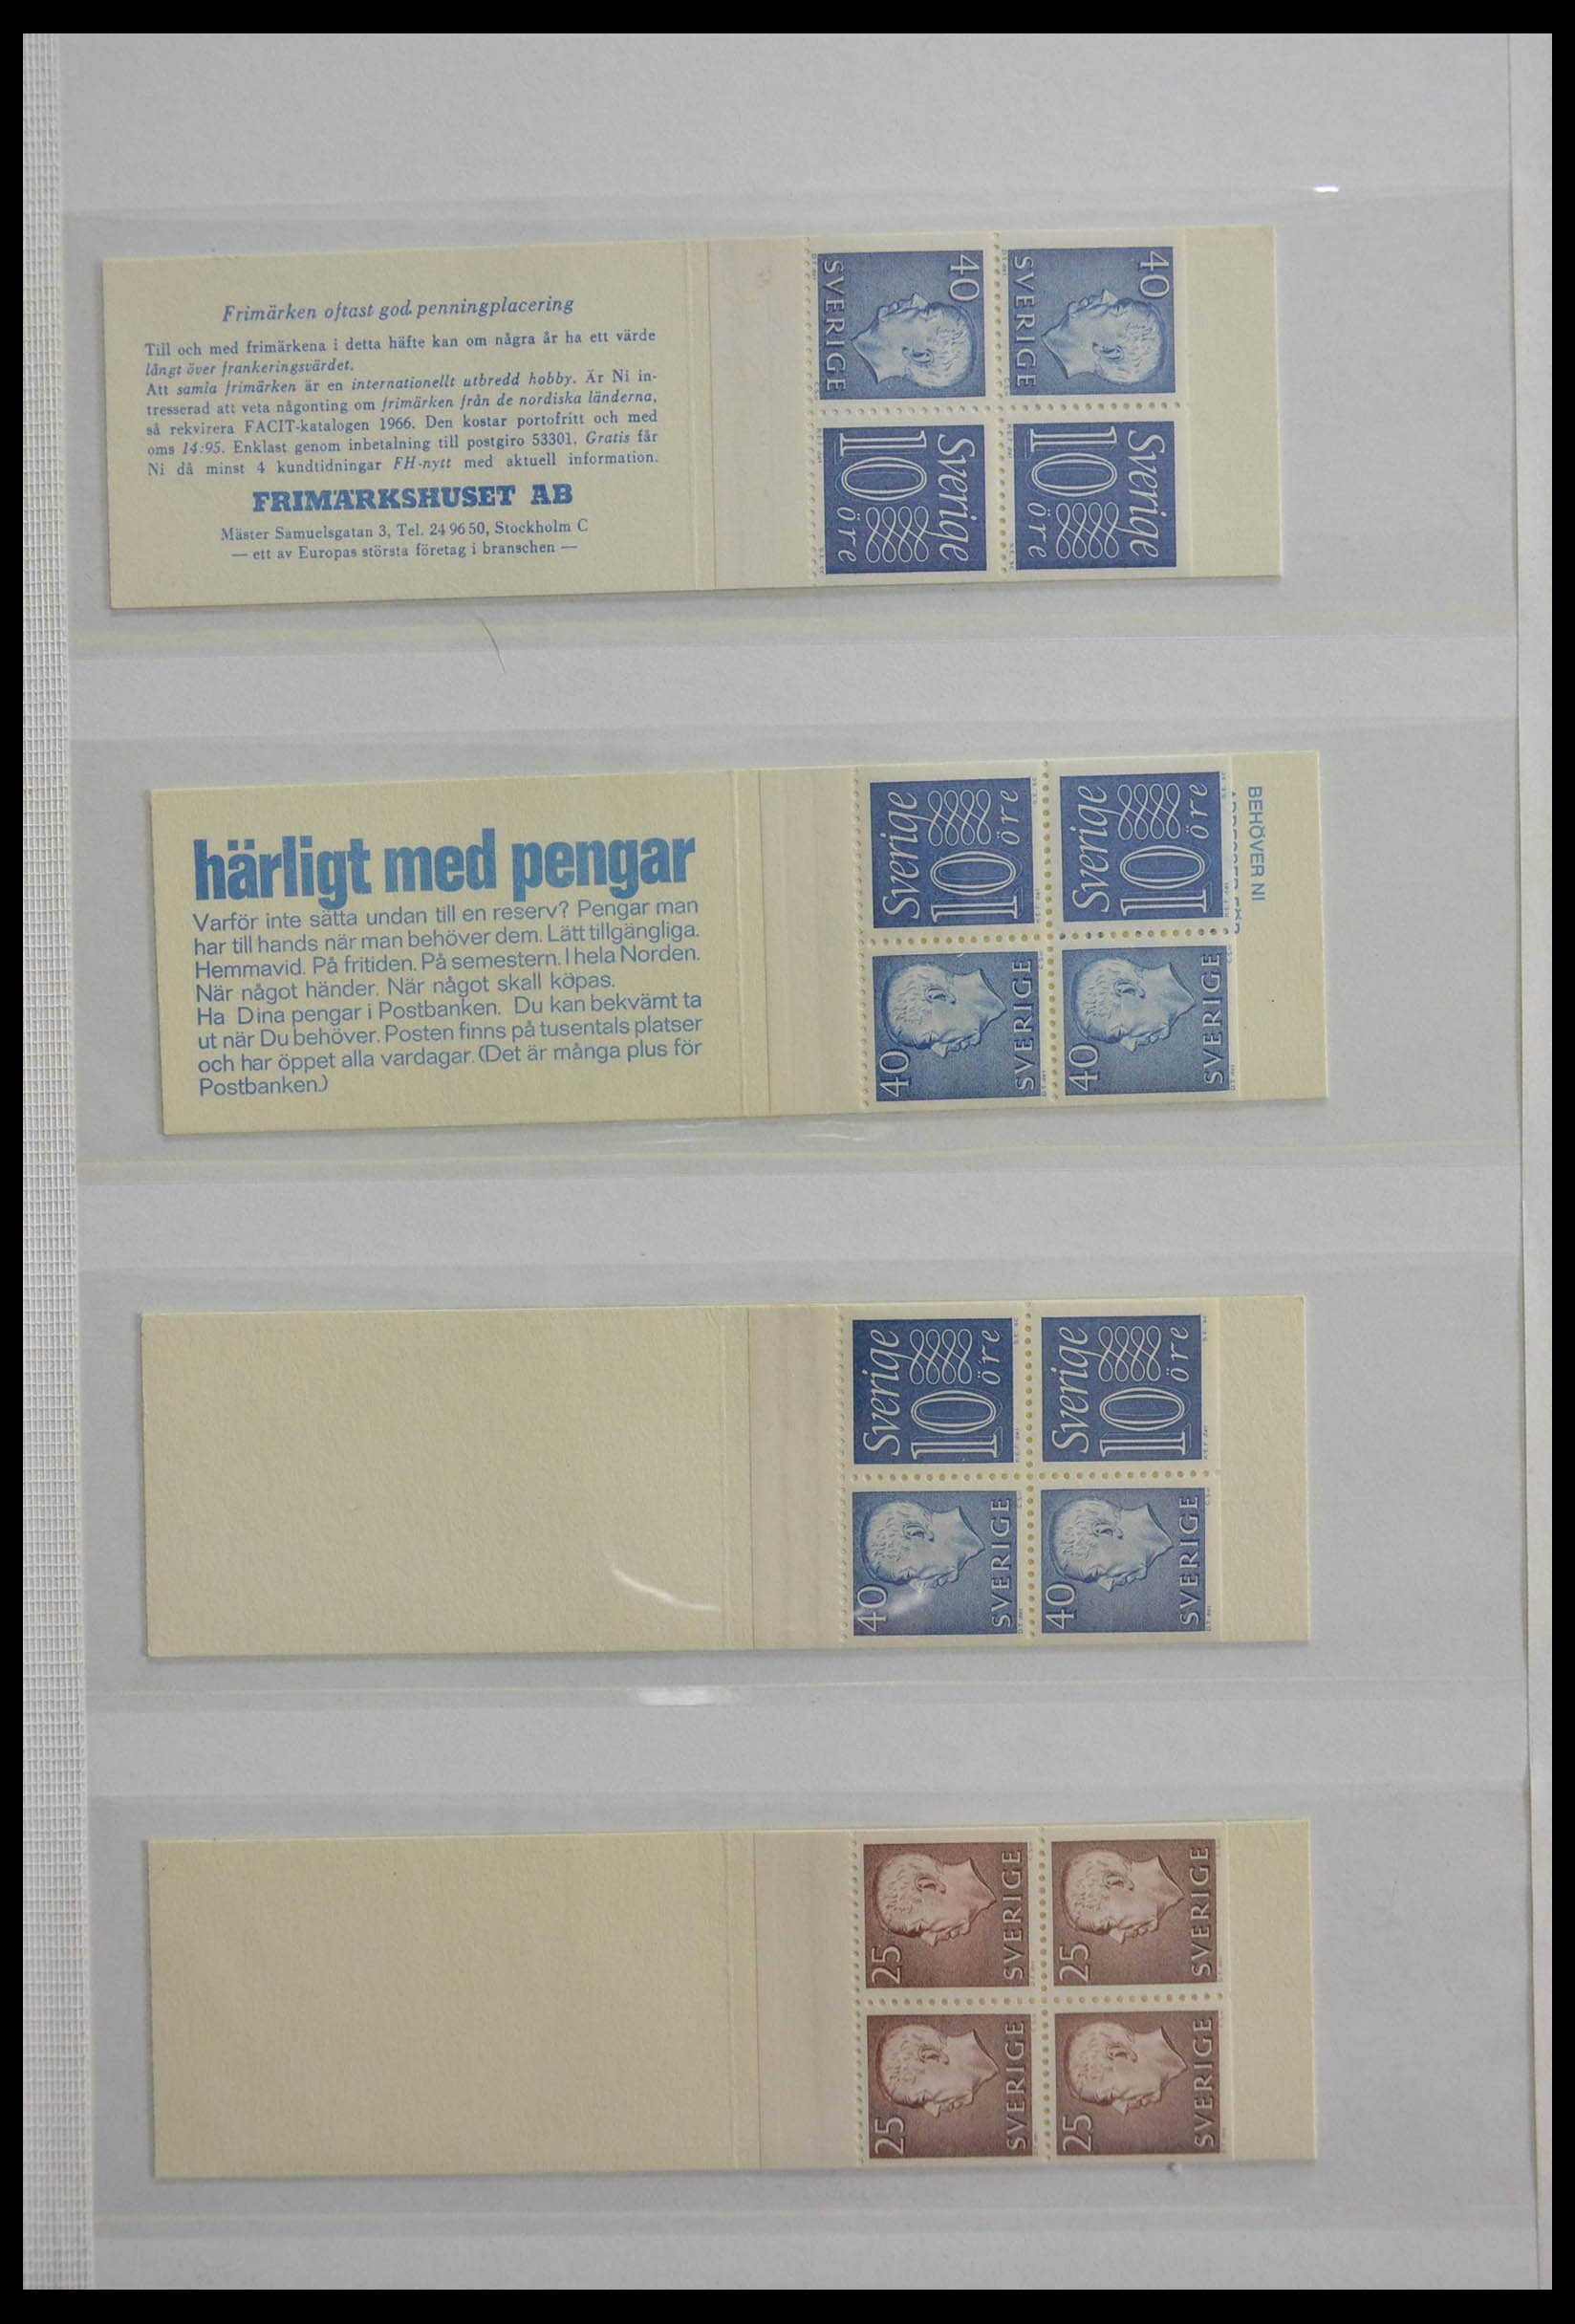 Frimärken oftast god penningplacering
Till och med frimärkena i detta häfte kan om några år ha ett värde
långt över frankeringsvärdet.
Att samla frimärken är en internationellt utbredd hobby. Är Ni in-
tresserad att veta någonting om frimärken från de nordiska länderna,
så rekvirera FACIT-katalogen 1966. Den kostar portofritt och med
oms 14:95. Enklast genom inbetalning till postgiro 53301. Gratis får
Ni då minst 4 kundtidningar FH-nytt med aktuell information.
FRIMÄRKSHUSET AB
Mäster Samuelsgatan 3, Tel. 24 96 50, Stockholm C
— ett av Europas största företag i branschen —
40
SVERIGE
40
SVERIGE
Sverige
10
öre
Sverige
10
öre
härligt med pengar
Varför inte sätta undan till en reserv? Pengar man
har till hands när man behöver dem. Lätt tillgängliga.
Hemmavid. På fritiden. På semestern. I hela Norden.
När något händer. När något skall köpas.
Ha Dina pengar i Postbanken. Du kan bekvämt ta
ut när Du behöver. Posten finns på tusentals platser
och har öppet alla vardagar. (Det är många plus för
Postbanken.)
Sverige
10
öre
Sverige
10
öre
40
SVERIGE
40
SVERIGE
BEHÖVER NI
Sverige
10
öre
Sverige
10
öre
40
SVERIGE
40
SVERIGE
25
SVERIGE
25
SVERIGE
25
SVERIGE
25
SVERIGE